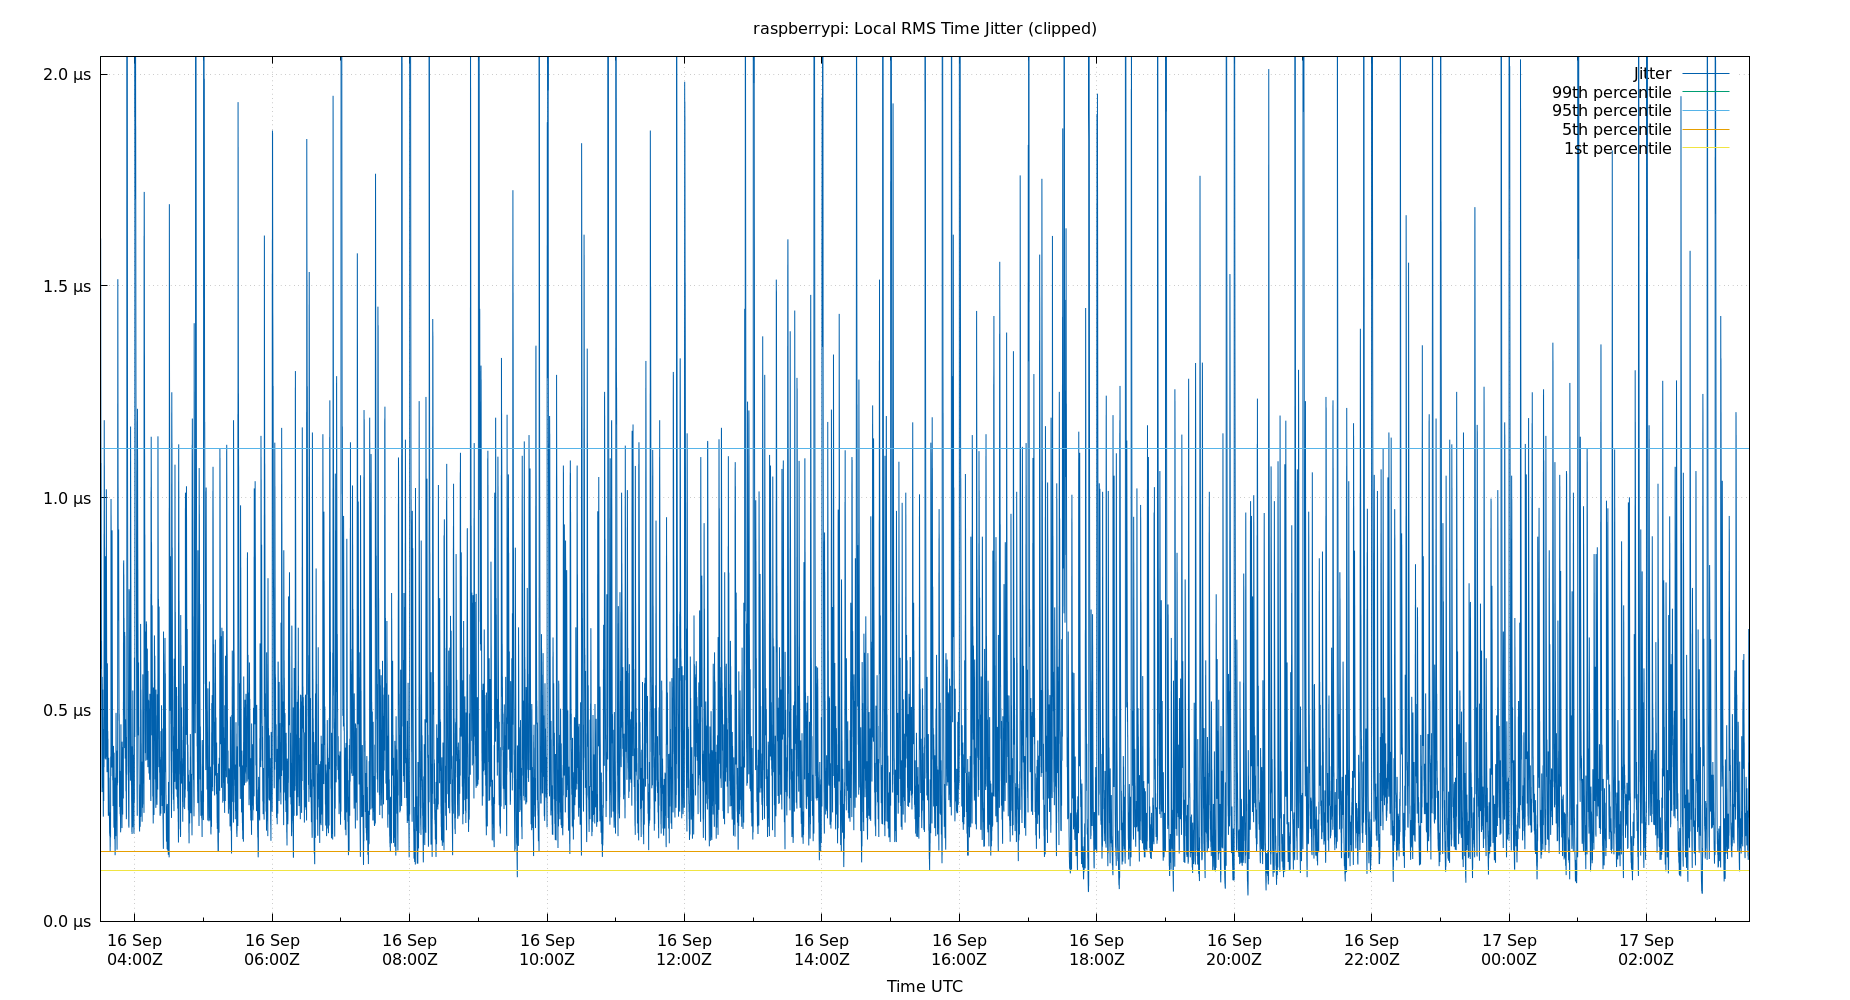 raspberrypi: Local RMS Time Jitter (clipped)
2.0 µs
1.5 µs
1.0 µs
0.5 µs
0.0 µs
Jitter
99th percentile
95th percentile
5th percentile
1st percentile
16 Sep 16 Sep 16 Sep 16 Sep 16 Sep 16 Sep 16 Sep 16 Sep 16 Sep 16 Sep 17 Sep 17 Sep
04:00Z 06:00Z 08:00Z 10:00Z 12:00Z 14:00Z 16:00Z 18:00Z 20:00Z 22:00Z 00:00Z 02:00Z
Time UTC